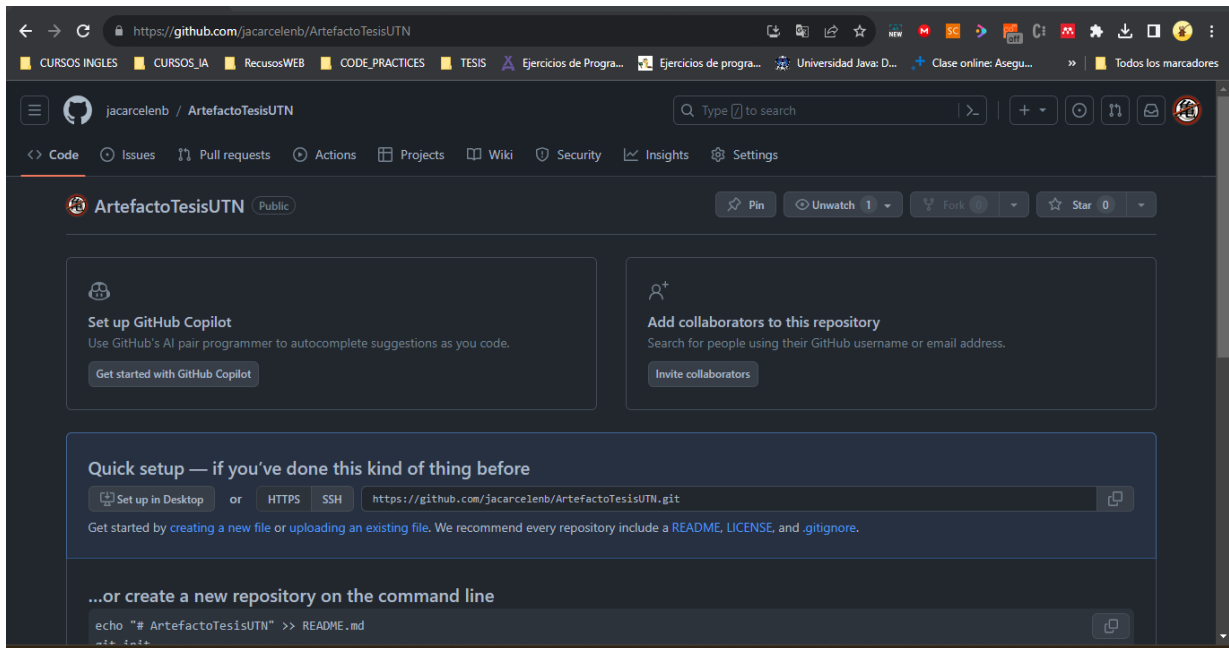 https://github.com/jacarcelenb/ArtefactoTesisUTN
NEW M SC off C:
CURSOS INGLES CURSOS_IA RecusosWEB CODE_PRACTICES TESIS Ejercicios de Progra... Ejercicios de progra... Universidad Java: D... Clase online: Asegu... » Todos los marcadores
jacarcelenb / ArtefactoTesisUTN Type / to search
<> Code Issues Pull requests Actions Projects Wiki Security Insights Settings
ArtefactoTesisUTN Public Pin Unwatch 1 Fork 0 Star 0
Set up GitHub Copilot
Use GitHub's AI pair programmer to autocomplete suggestions as you code.
Get started with GitHub Copilot
Add collaborators to this repository
Search for people using their GitHub username or email address.
Invite collaborators
Quick setup — if you've done this kind of thing before
Set up in Desktop or HTTPS SSH https://github.com/jacarcelenb/ArtefactoTesisUTN.git
Get started by creating a new file or uploading an existing file. We recommend every repository include a README, LICENSE, and .gitignore.
...or create a new repository on the command line
echo "# ArtefactoTesisUTN" >> README.md
git init